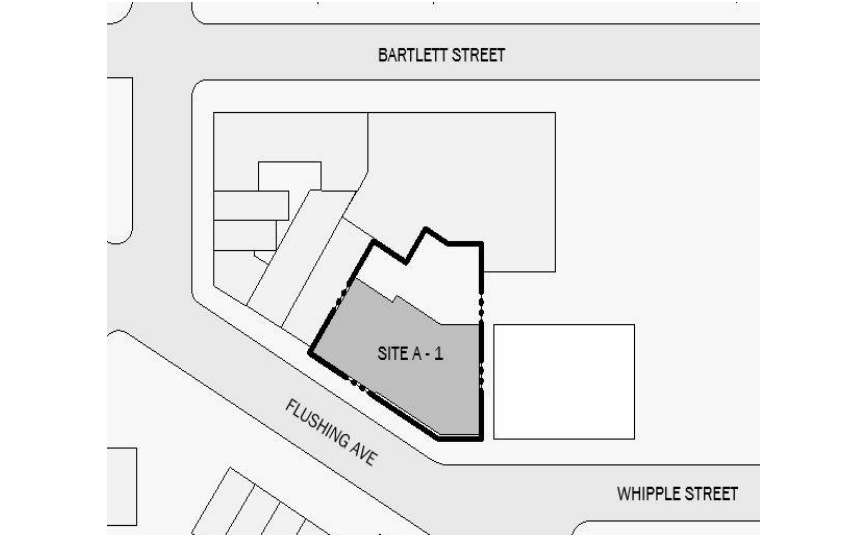 BARTLETT STREET
SITE A - 1
FLUSHING AVE
WHIPPLE STREET